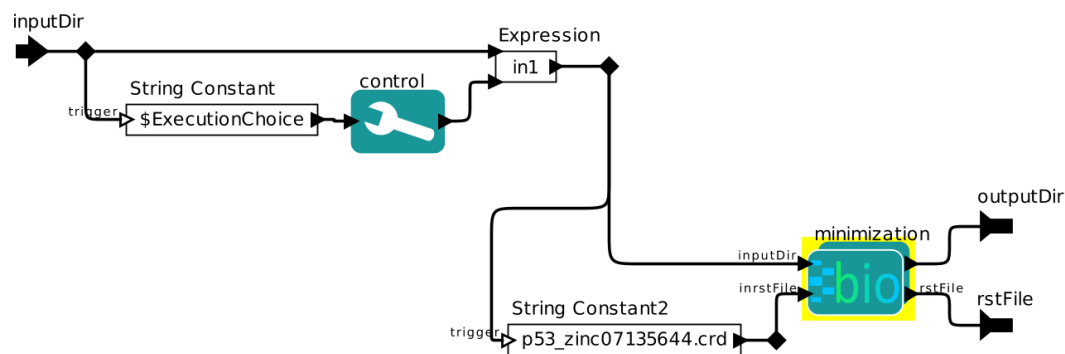 inputDir
Expression
in1
String Constant
control
trigger
$ExecutionChoice
outputDir
minimization
inputDir
bio
inrstFile
rstFile
rstFile
String Constant2
trigger
p53_zinc07135644.crd